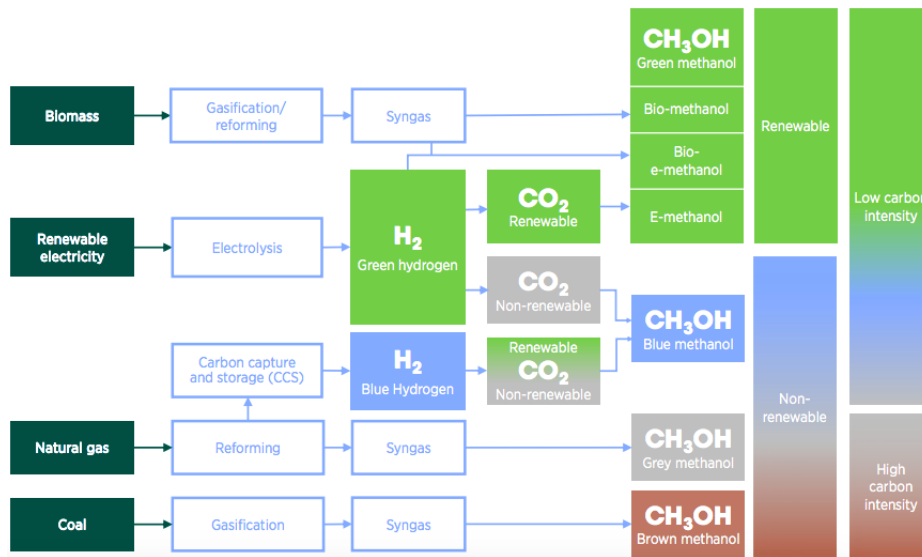 CH₃OH
Green methanol
Biomass
Gasification/
reforming
Syngas
Bio-methanol
Renewable
Bio-
e-methanol
CO₂
Renewable
E-methanol
Low carbon
intensity
Renewable
electricity
Electrolysis
H₂
Green hydrogen
CO₂
Non-renewable
CH₃OH
Blue methanol
Carbon capture
and storage (CCS)
H₂
Blue Hydrogen
Renewable
CO₂
Non-renewable
Non-
renewable
Natural gas
Reforming
Syngas
CH₃OH
Grey methanol
High
carbon
intensity
Coal
Gasification
Syngas
CH₃OH
Brown methanol